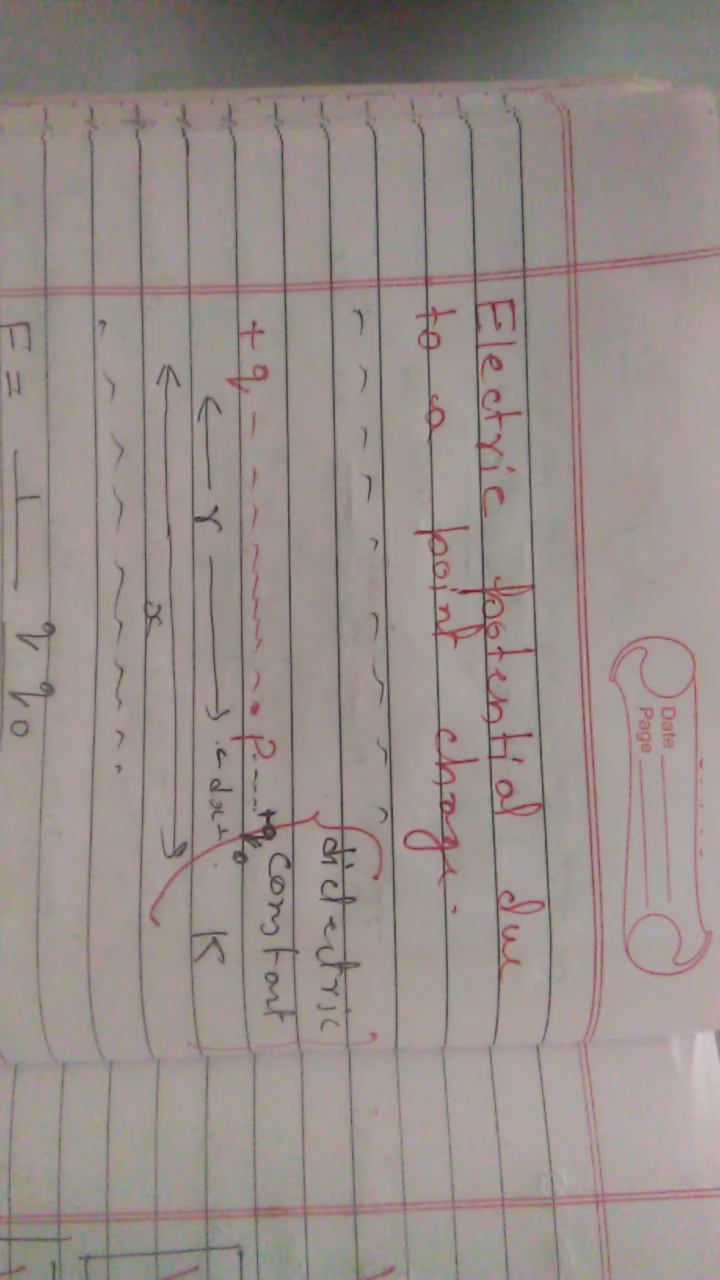 Date
Page
Electric potential due
to a point charge.
dielectric
constant
K
+q P +q₀
r dx
x
F = 1 q q₀